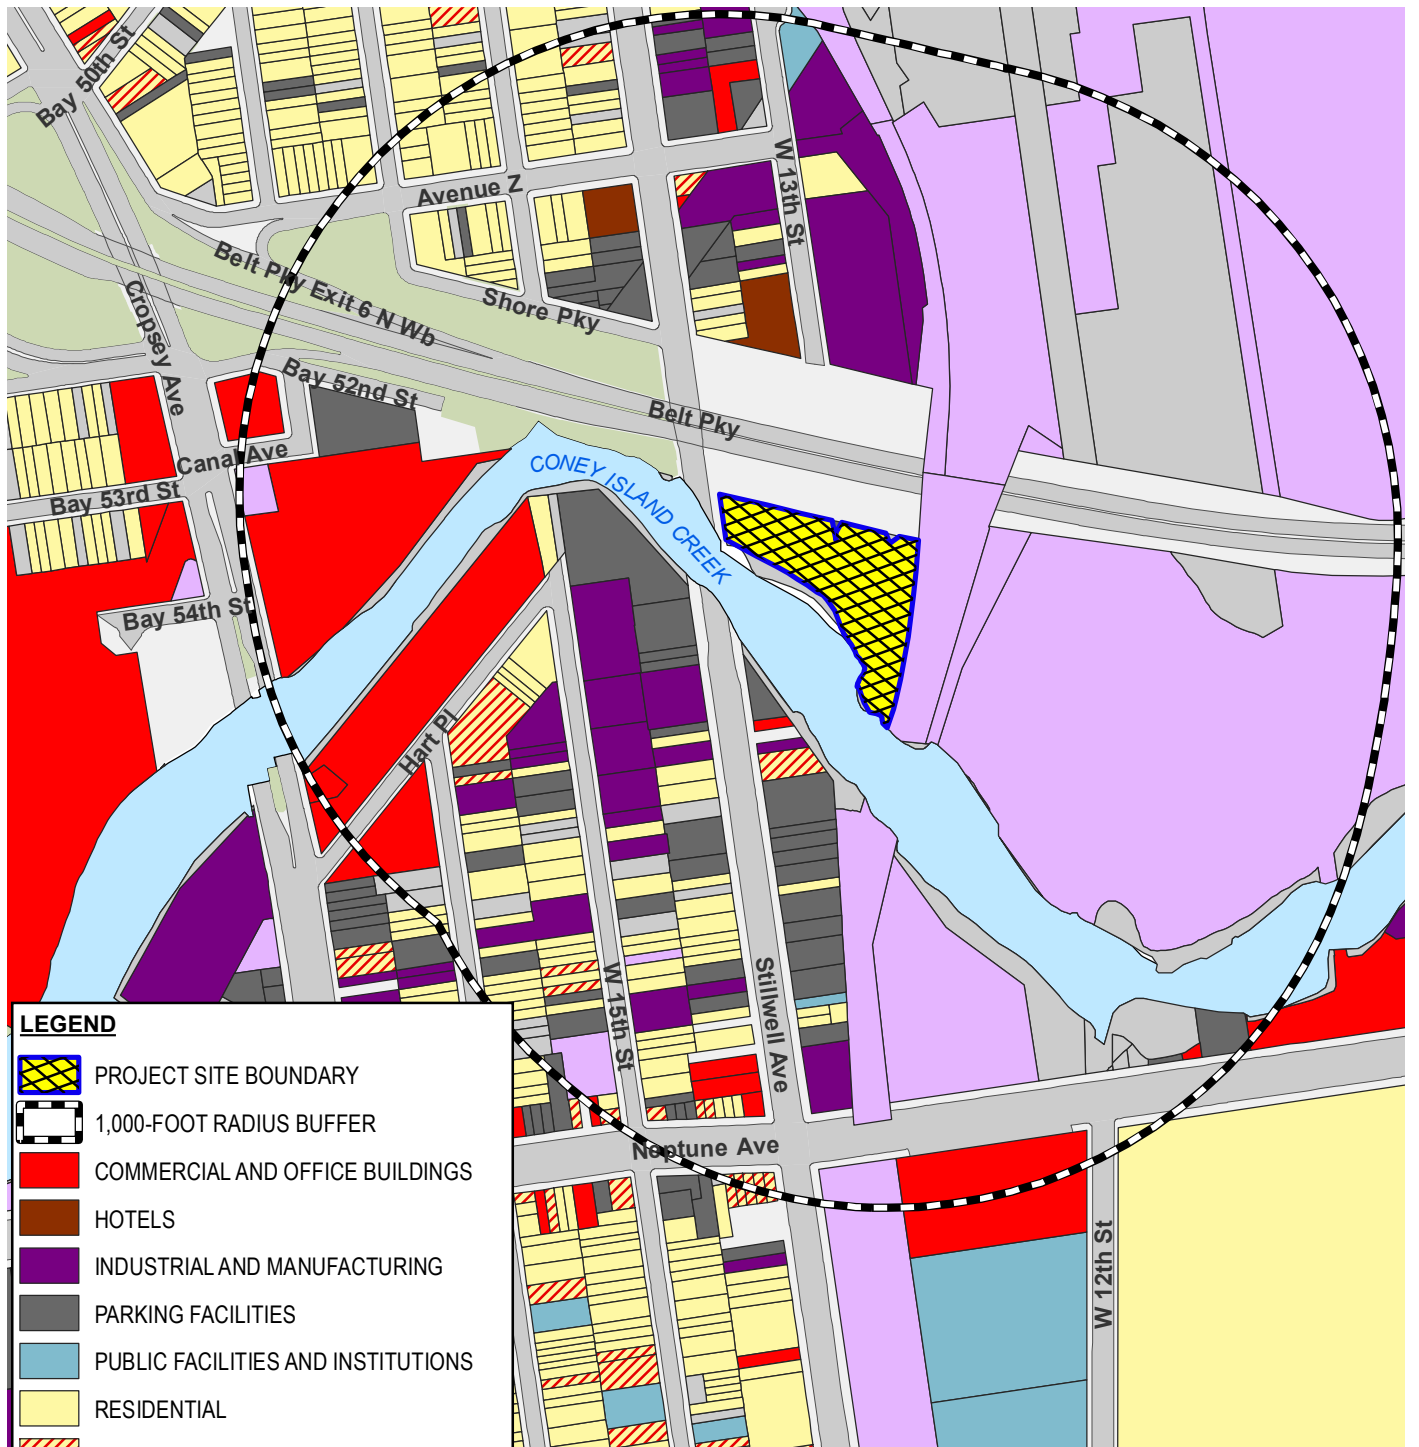 Bay 50th St
Avenue Z
W 13th St
Belt Pky Exit 6 N Wb
Shore Pky
Cropsey Ave
Bay 52nd St
Belt Pky
Canal Ave
CONEY ISLAND CREEK
Bay 53rd St
Bay 54th St
Hart Pl
W 15th St
Stillwell Ave
Neptune Ave
W 12th St
LEGEND
PROJECT SITE BOUNDARY
1,000-FOOT RADIUS BUFFER
COMMERCIAL AND OFFICE BUILDINGS
HOTELS
INDUSTRIAL AND MANUFACTURING
PARKING FACILITIES
PUBLIC FACILITIES AND INSTITUTIONS
RESIDENTIAL